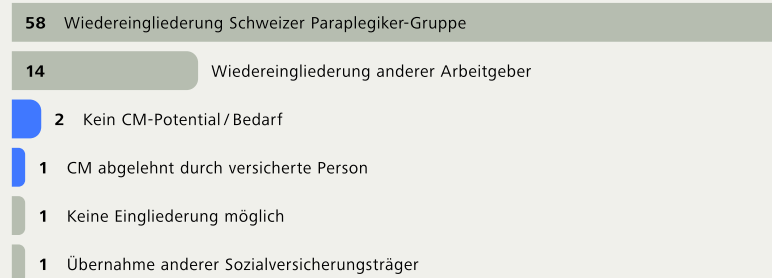 58 Wiedereingliederung Schweizer Paraplegiker-Gruppe
14 Wiedereingliederung anderer Arbeitgeber
2 Kein CM-Potential / Bedarf
1 CM abgelehnt durch versicherte Person
1 Keine Eingliederung möglich
1 Übernahme anderer Sozialversicherungsträger